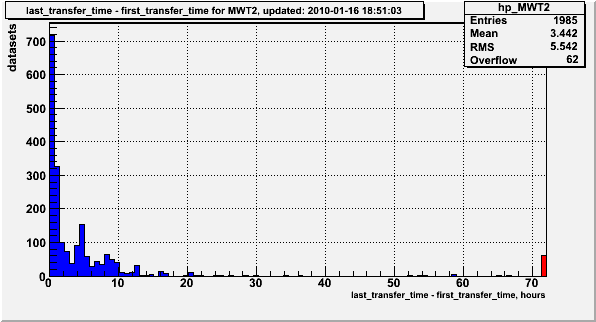 last_transfer_time - first_transfer_time for MWT2, updated: 2010-01-16 18:51:03
hp_MWT2
Entries 1985
Mean 3.442
RMS 5.542
Overflow 62
datasets
700
600
500
400
300
200
100
0
0 10 20 30 40 50 60 70
last_transfer_time - first_transfer_time, hours